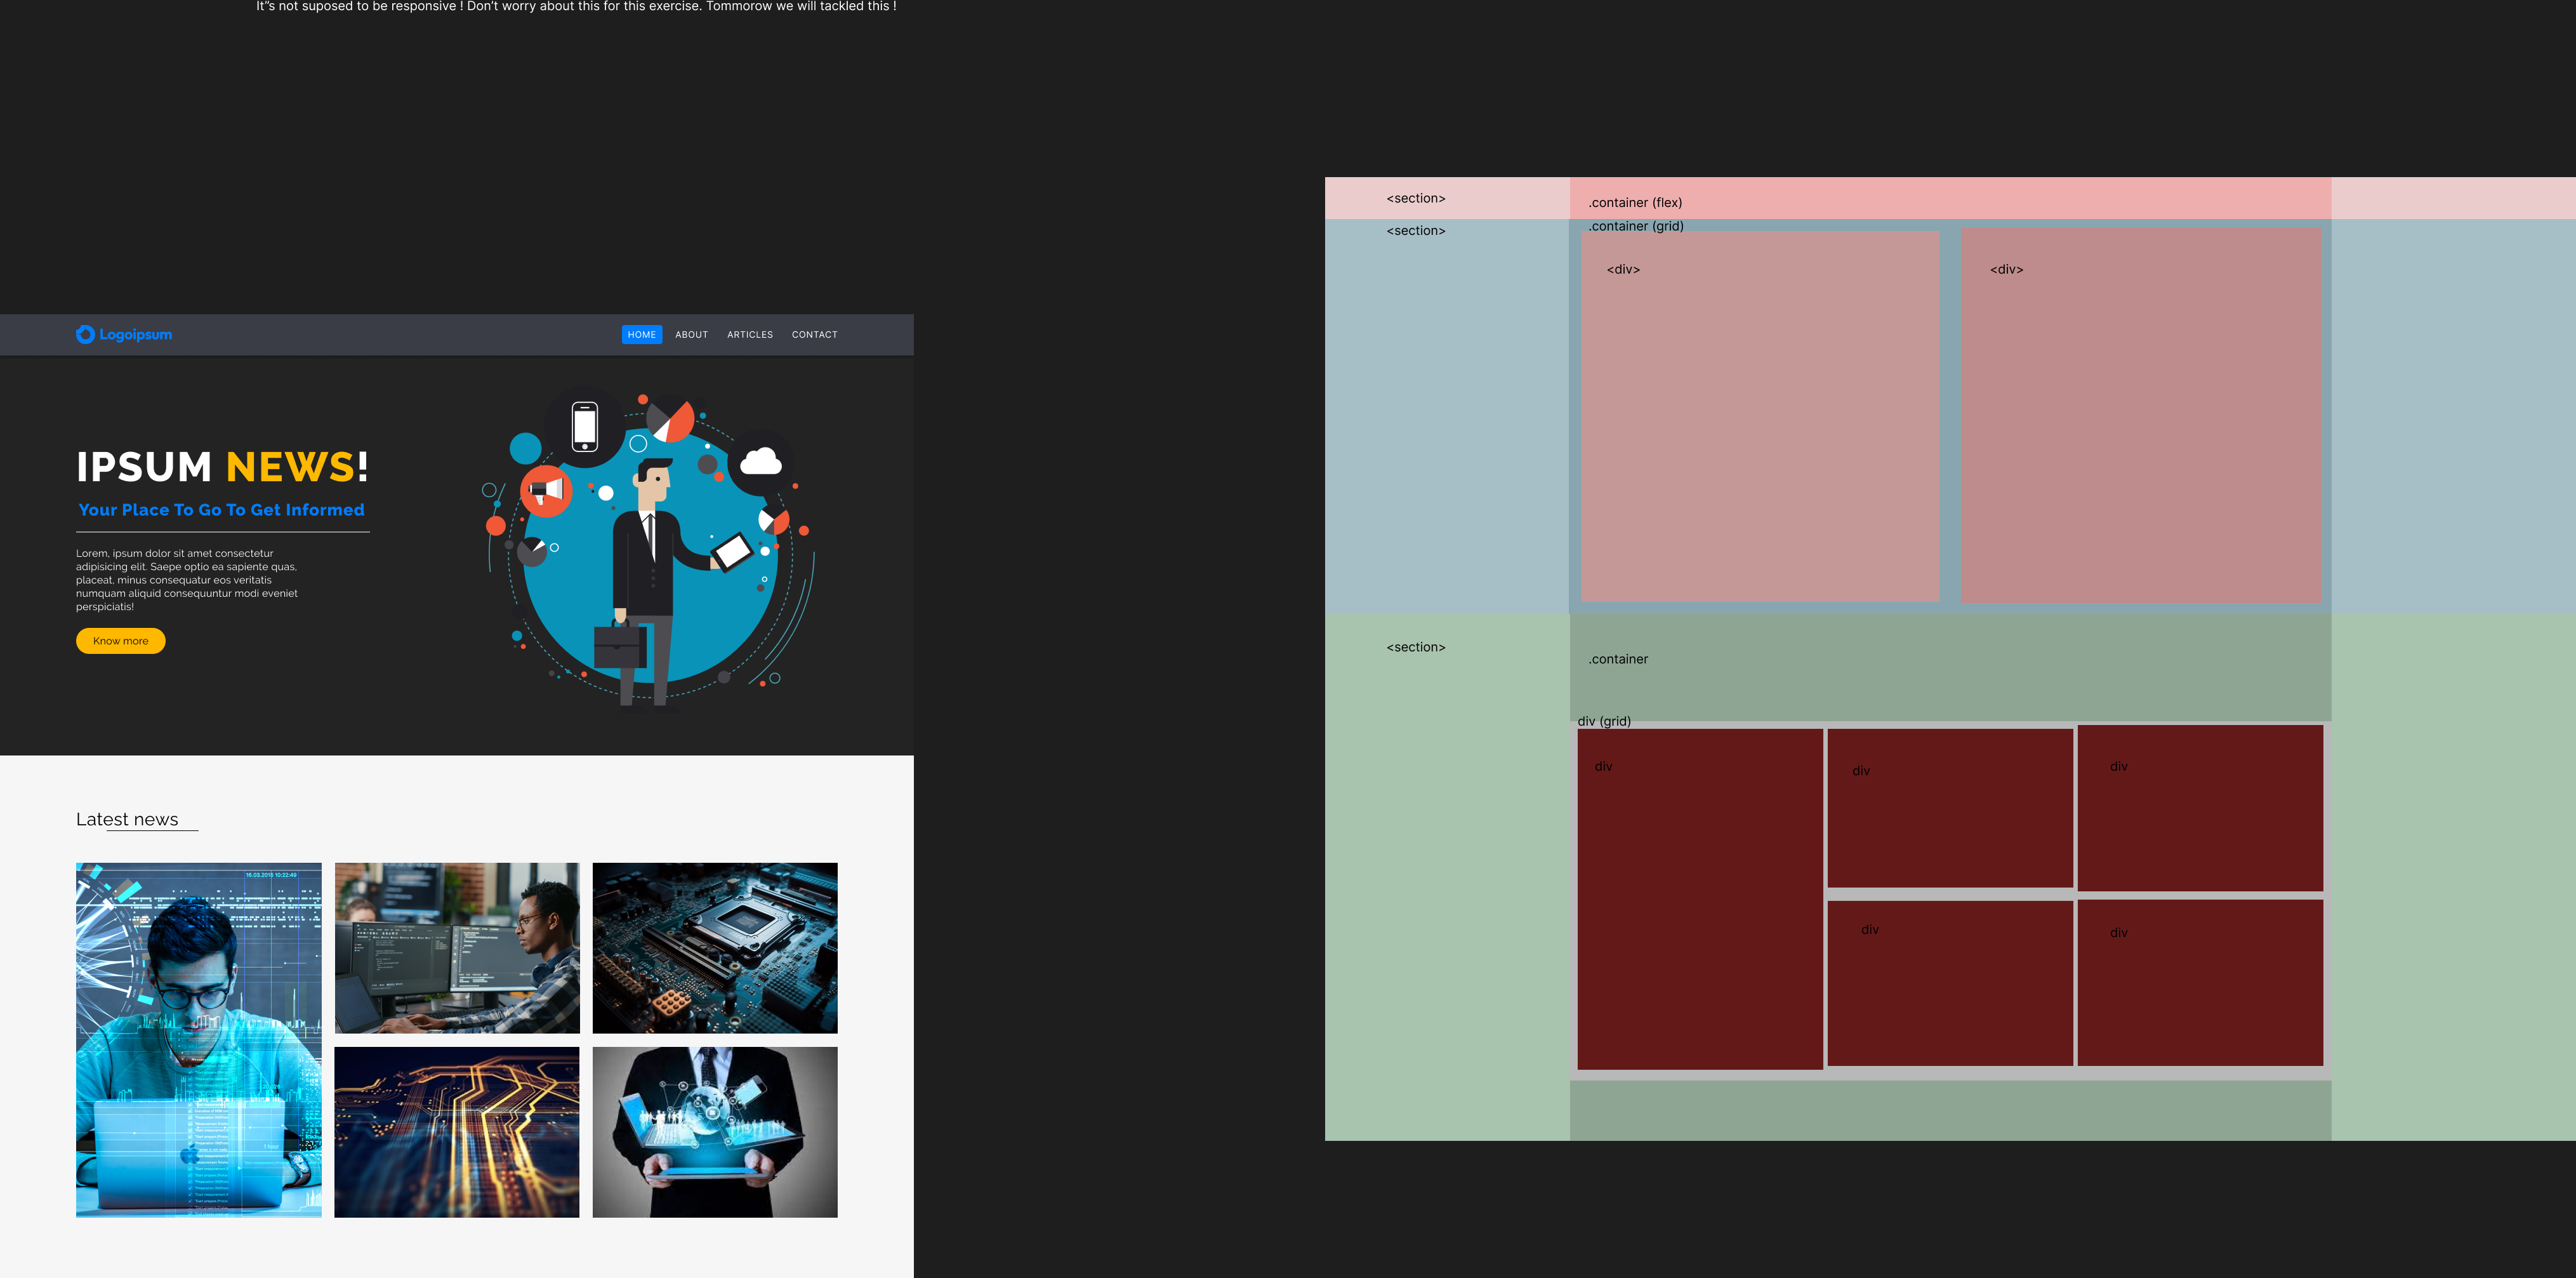 It"s not suposed to be responsive ! Don't worry about this for this exercise. Tommorow we will tackled this !
Logoipsum
HOME ABOUT ARTICLES CONTACT
IPSUM NEWS!
Your Place To Go To Get Informed
Lorem, ipsum dolor sit amet consectetur
adipisicing elit. Saepe optio ea sapiente quas,
placeat, minus consequatur eos veritatis
numquam aliquid consequuntur modi eveniet
perspiciatis!
Know more
Latest news
16.03.2015 10:22:49
<section>
.container (flex)
<section>
.container (grid)
<div>
<div>
<section>
.container
div (grid)
div
div
div
div
div